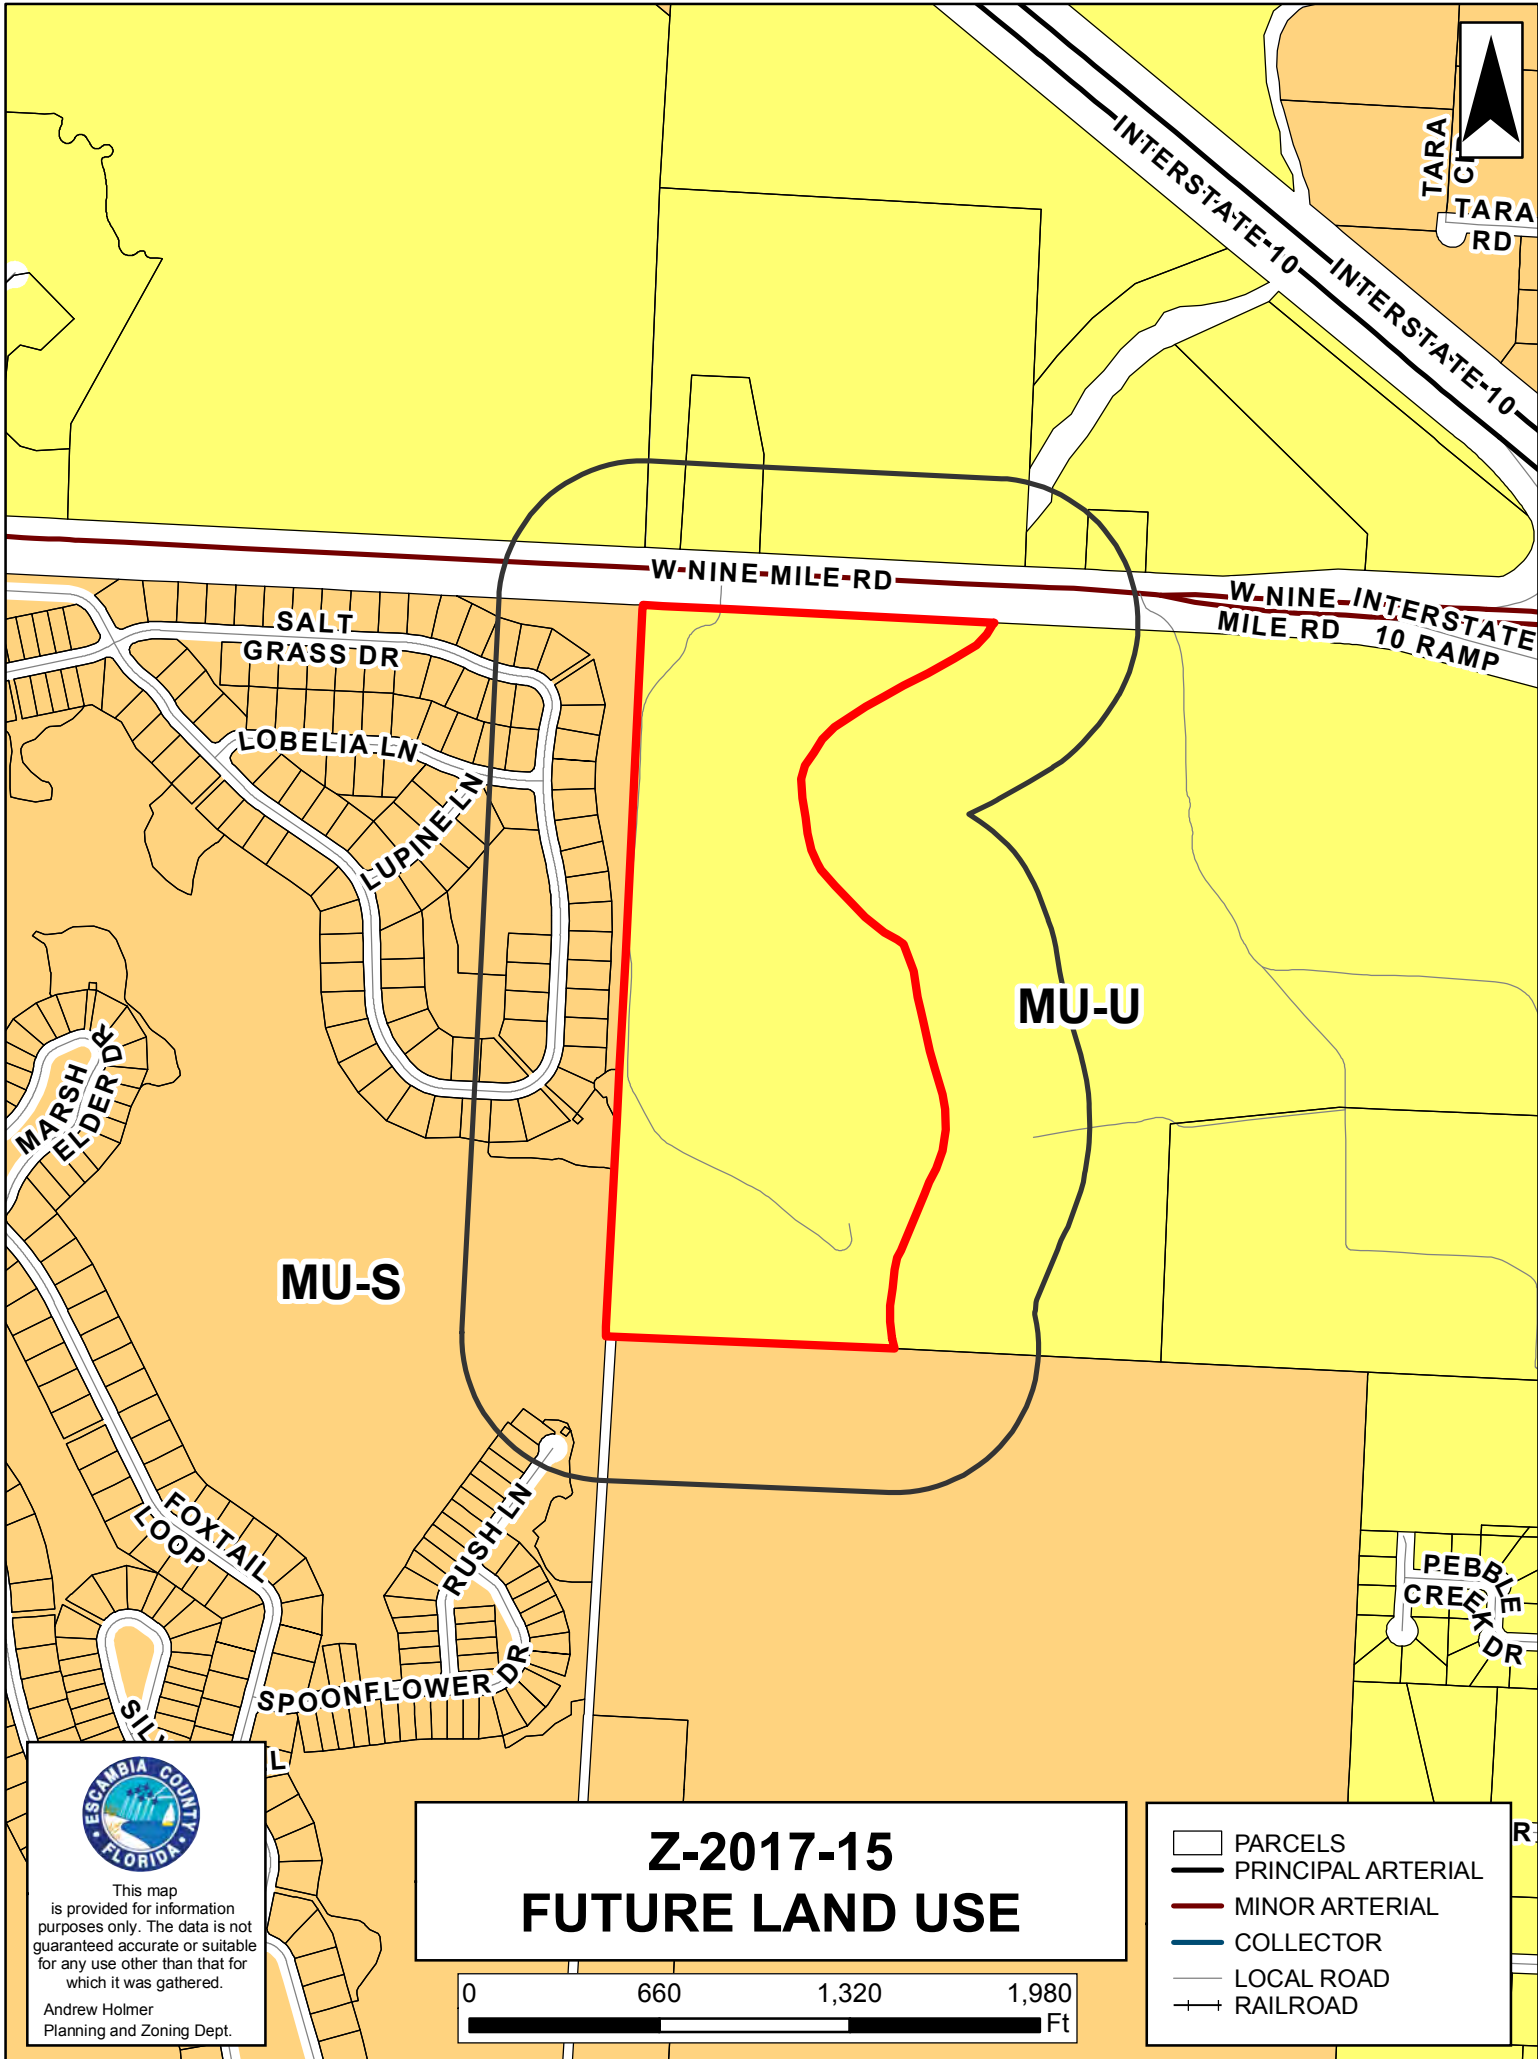 INTERSTATE-10
INTERSTATE-10
TARA
TARA
RD
W NINE MILE RD
W NINE
MILE RD
INTERSTATE
10 RAMP
SALT
GRASS DR
LOBELIA LN
LUPINE LN
MU-U
MARSH
ELDER DR
MU-S
FOXTAIL
LOOP
RUSH LN
SPOONFLOWER DR
PEBBLE
CREEK DR
ESCAMBIA COUNTY
FLORIDA
This map
is provided for information
purposes only. The data is not
guaranteed accurate or suitable
for any use other than that for
which it was gathered.
Andrew Holmer
Planning and Zoning Dept.
Z-2017-15
FUTURE LAND USE
0 660 1,320 1,980
Ft
PARCELS
PRINCIPAL ARTERIAL
MINOR ARTERIAL
COLLECTOR
LOCAL ROAD
RAILROAD